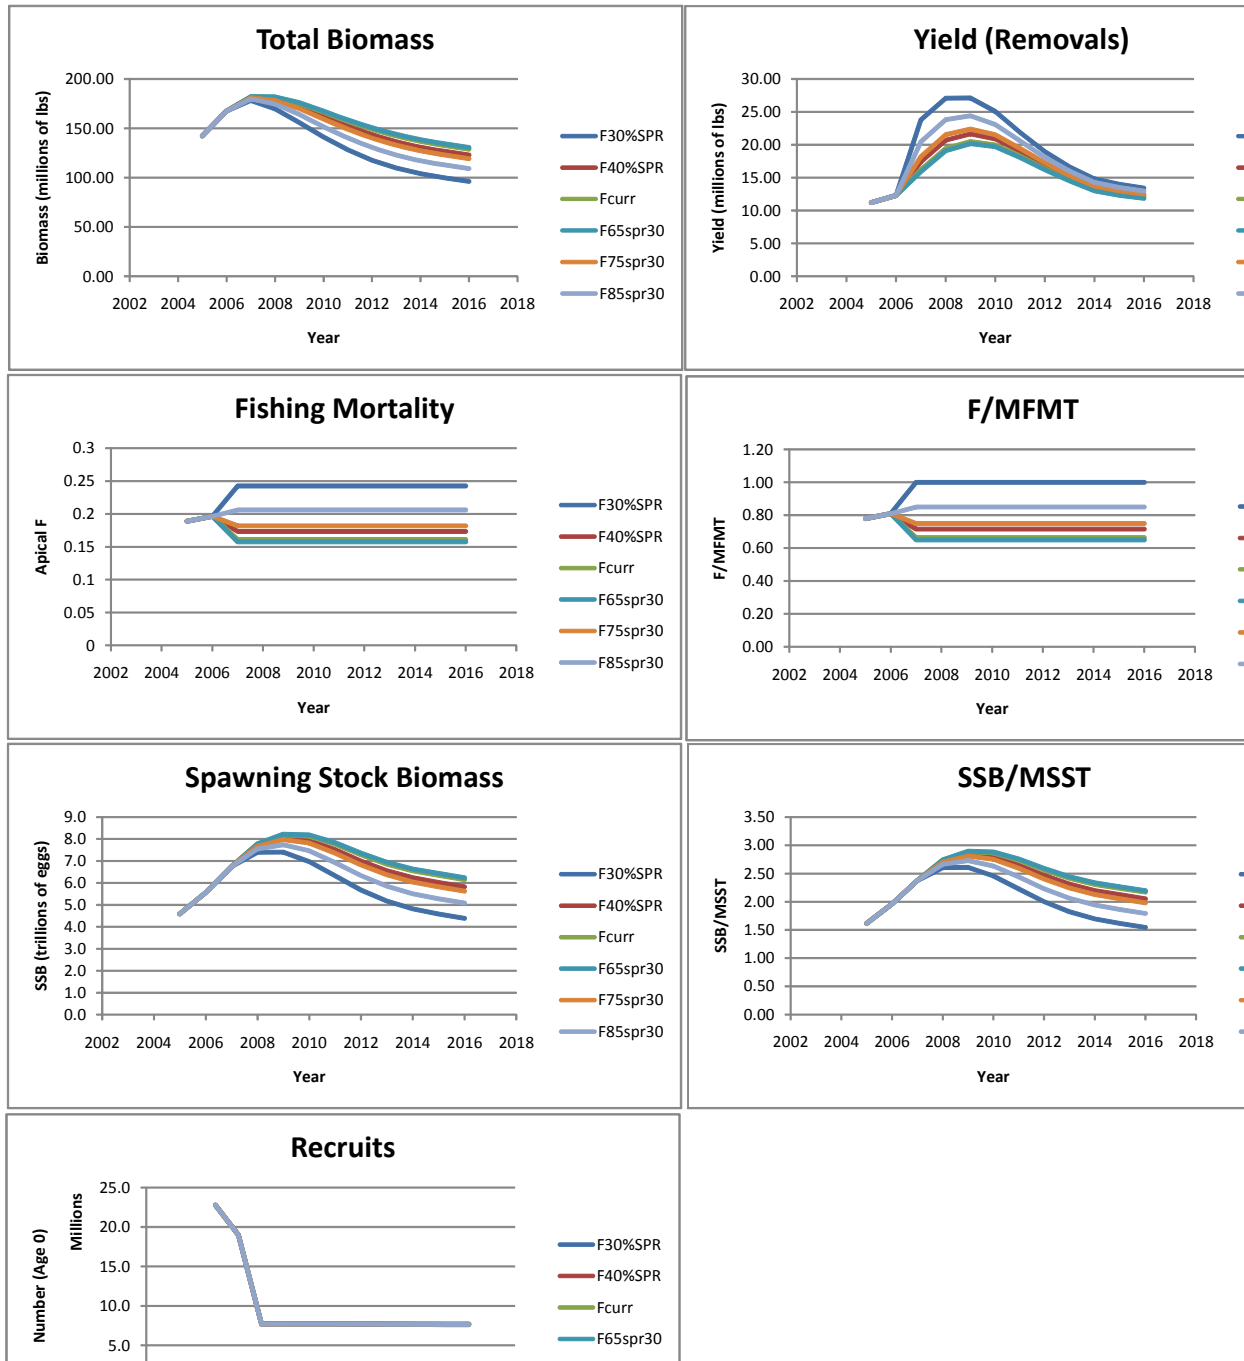 Total Biomass
Biomass (millions of lbs)
200.00
150.00
100.00
50.00
0.00
2002 2004 2006 2008 2010 2012 2014 2016 2018
Year
F30%SPR
F40%SPR
Fcurr
F65spr30
F75spr30
F85spr30
Yield (Removals)
Yield (millions of lbs)
30.00
25.00
20.00
15.00
10.00
5.00
0.00
2002 2004 2006 2008 2010 2012 2014 2016 2018
Year
Fishing Mortality
Apical F
0.3
0.25
0.2
0.15
0.1
0.05
0
2002 2004 2006 2008 2010 2012 2014 2016 2018
Year
F30%SPR
F40%SPR
Fcurr
F65spr30
F75spr30
F85spr30
F/MFMT
F/MFMT
1.20
1.00
0.80
0.60
0.40
0.20
0.00
2002 2004 2006 2008 2010 2012 2014 2016 2018
Year
Spawning Stock Biomass
SSB (trillions of eggs)
9.0
8.0
7.0
6.0
5.0
4.0
3.0
2.0
1.0
0.0
2002 2004 2006 2008 2010 2012 2014 2016 2018
Year
F30%SPR
F40%SPR
Fcurr
F65spr30
F75spr30
F85spr30
SSB/MSST
SSB/MSST
3.50
3.00
2.50
2.00
1.50
1.00
0.50
0.00
2002 2004 2006 2008 2010 2012 2014 2016 2018
Year
Recruits
Number (Age 0)
Millions
25.0
20.0
15.0
10.0
5.0
F30%SPR
F40%SPR
Fcurr
F65spr30